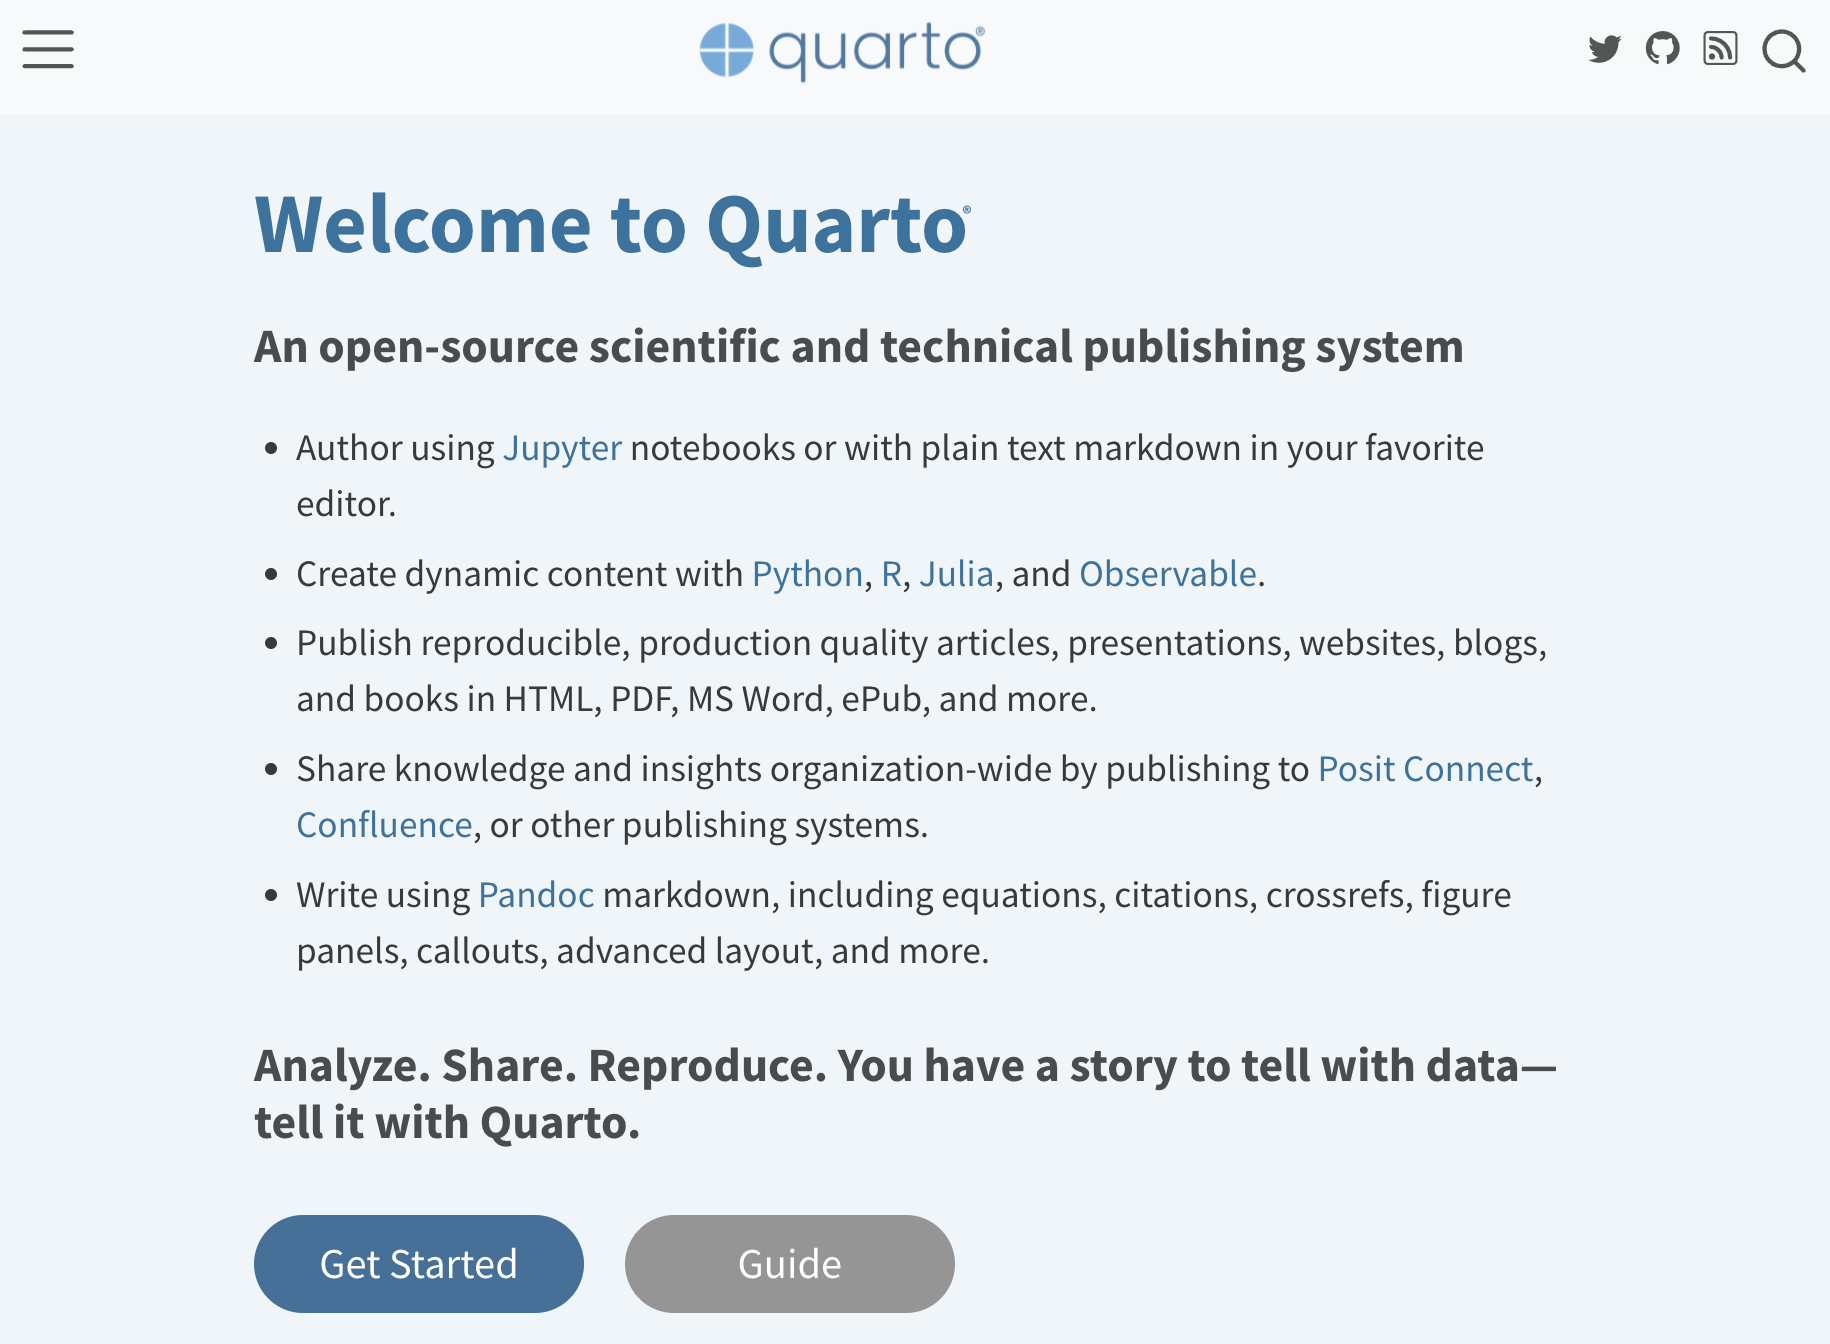 quarto®
Welcome to Quarto®
An open-source scientific and technical publishing system
• Author using Jupyter notebooks or with plain text markdown in your favorite
editor.
• Create dynamic content with Python, R, Julia, and Observable.
• Publish reproducible, production quality articles, presentations, websites, blogs,
and books in HTML, PDF, MS Word, ePub, and more.
• Share knowledge and insights organization-wide by publishing to Posit Connect,
Confluence, or other publishing systems.
• Write using Pandoc markdown, including equations, citations, crossrefs, figure
panels, callouts, advanced layout, and more.
Analyze. Share. Reproduce. You have a story to tell with data—
tell it with Quarto.
Get Started
Guide